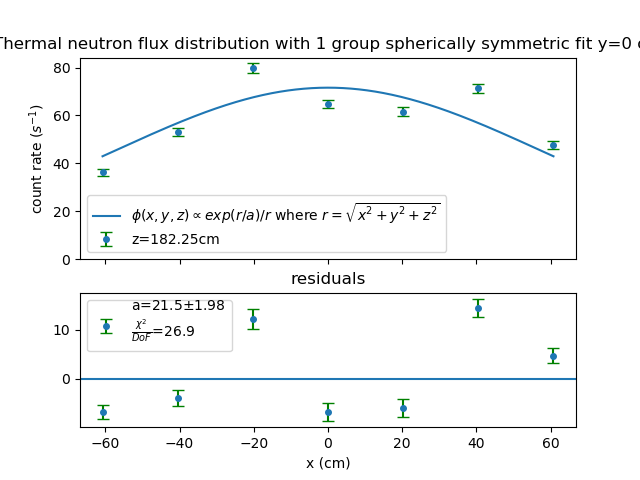 Thermal neutron flux distribution with 1 group spherically symmetric fit y=0
80
60
40
20
0
count rate (s⁻¹)
ϕ(x, y, z) ∝ exp(r/a)/r where r = √x² + y² + z²
z=182.25cm
residuals
a=21.5±1.98
χ²/DoF=26.9
10
0
−60 −40 −20 0 20 40 60
x (cm)